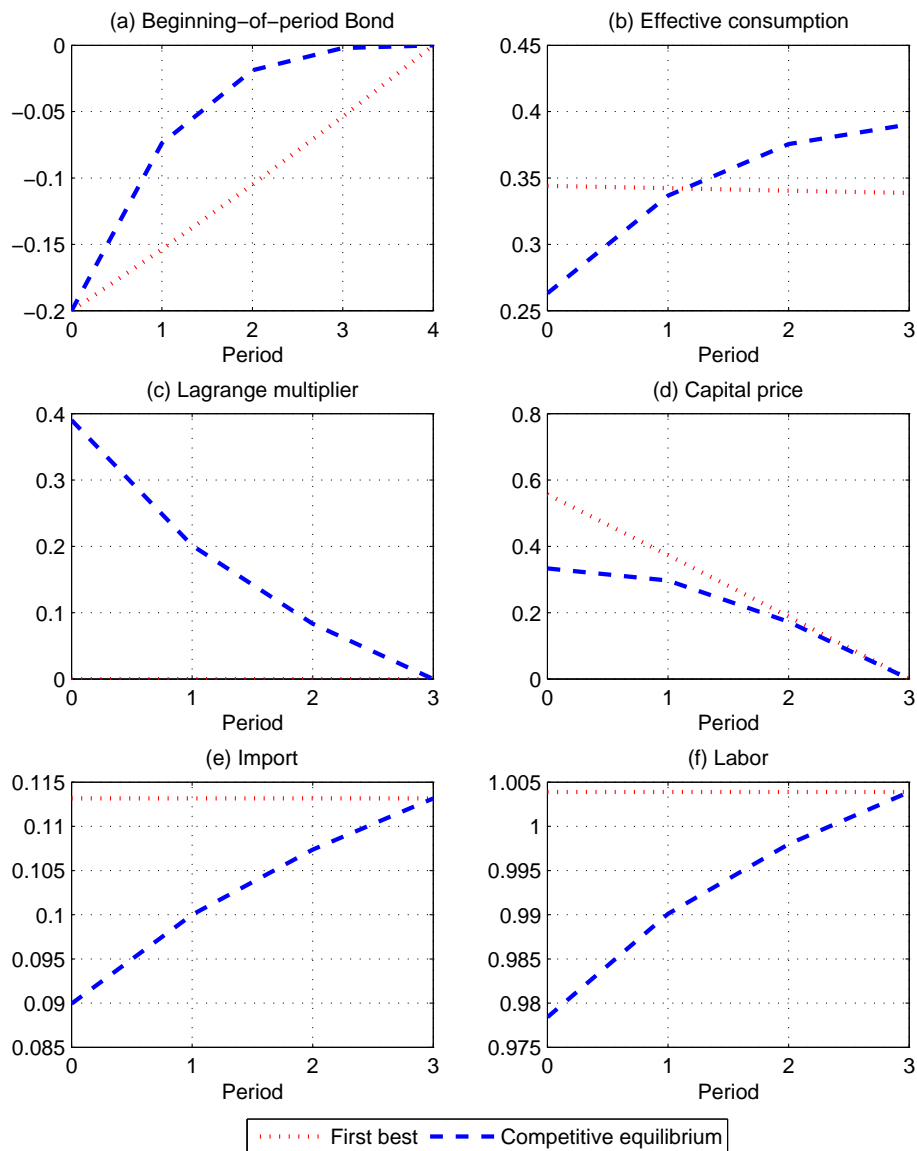 (a) Beginning−of−period Bond
0
−0.05
−0.1
−0.15
−0.2
0 1 2 3 4
Period
(b) Effective consumption
0.45
0.4
0.35
0.3
0.25
0 1 2 3
Period
(c) Lagrange multiplier
0.4
0.3
0.2
0.1
0
0 1 2 3
Period
(d) Capital price
0.8
0.6
0.4
0.2
0
0 1 2 3
Period
(e) Import
0.115
0.11
0.105
0.1
0.095
0.09
0.085
0 1 2 3
Period
(f) Labor
1.005
1
0.995
0.99
0.985
0.98
0.975
0 1 2 3
Period
First best Competitive equilibrium